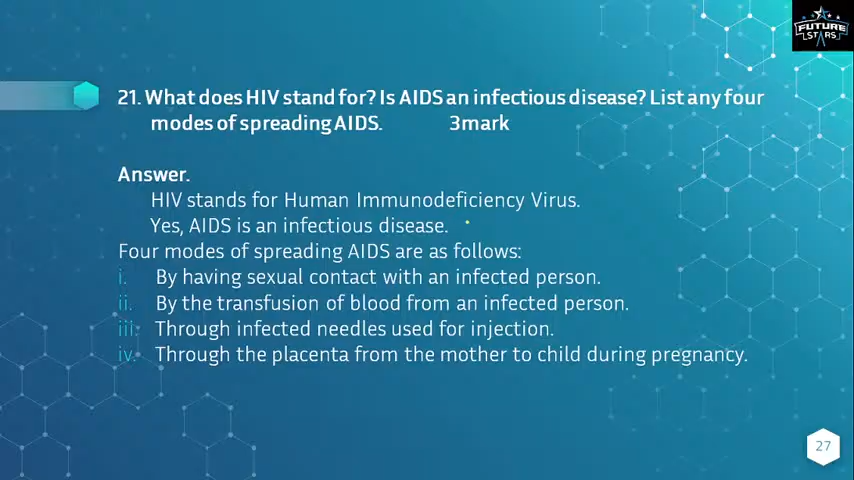 FUTURE
STARS
21. What does HIV stand for? Is AIDS an infectious disease? List any four
modes of spreading AIDS. 3mark
Answer.
HIV stands for Human Immunodeficiency Virus.
Yes, AIDS is an infectious disease.
Four modes of spreading AIDS are as follows:
i. By having sexual contact with an infected person.
ii. By the transfusion of blood from an infected person.
iii. Through infected needles used for injection.
iv. Through the placenta from the mother to child during pregnancy.
27